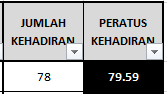 JUMLAH KEHADIRAN
PERATUS KEHADIRAN
78
79.59